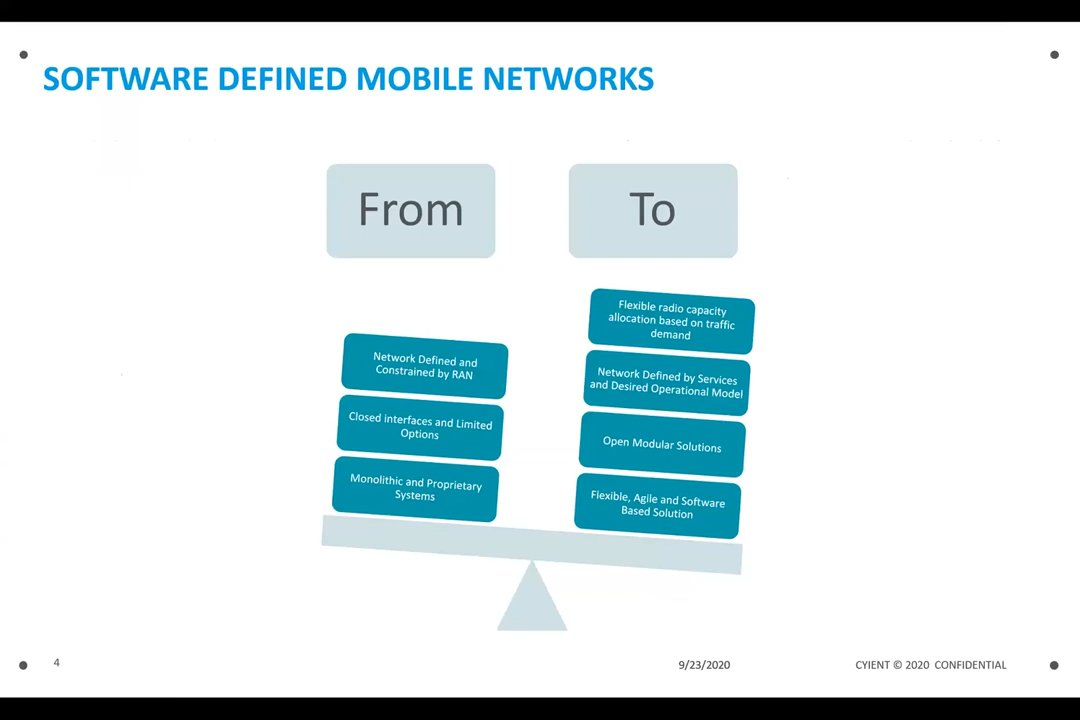 SOFTWARE DEFINED MOBILE NETWORKS
From
To
Network Defined and
Constrained by RAN
Closed interfaces and Limited
Options
Monolithic and Proprietary
Systems
Flexible radio capacity
allocation based on traffic
demand
Network Defined by Services
and Desired Operational Model
Open Modular Solutions
Flexible, Agile and Software
Based Solution
4
9/23/2020
CYIENT © 2020 CONFIDENTIAL